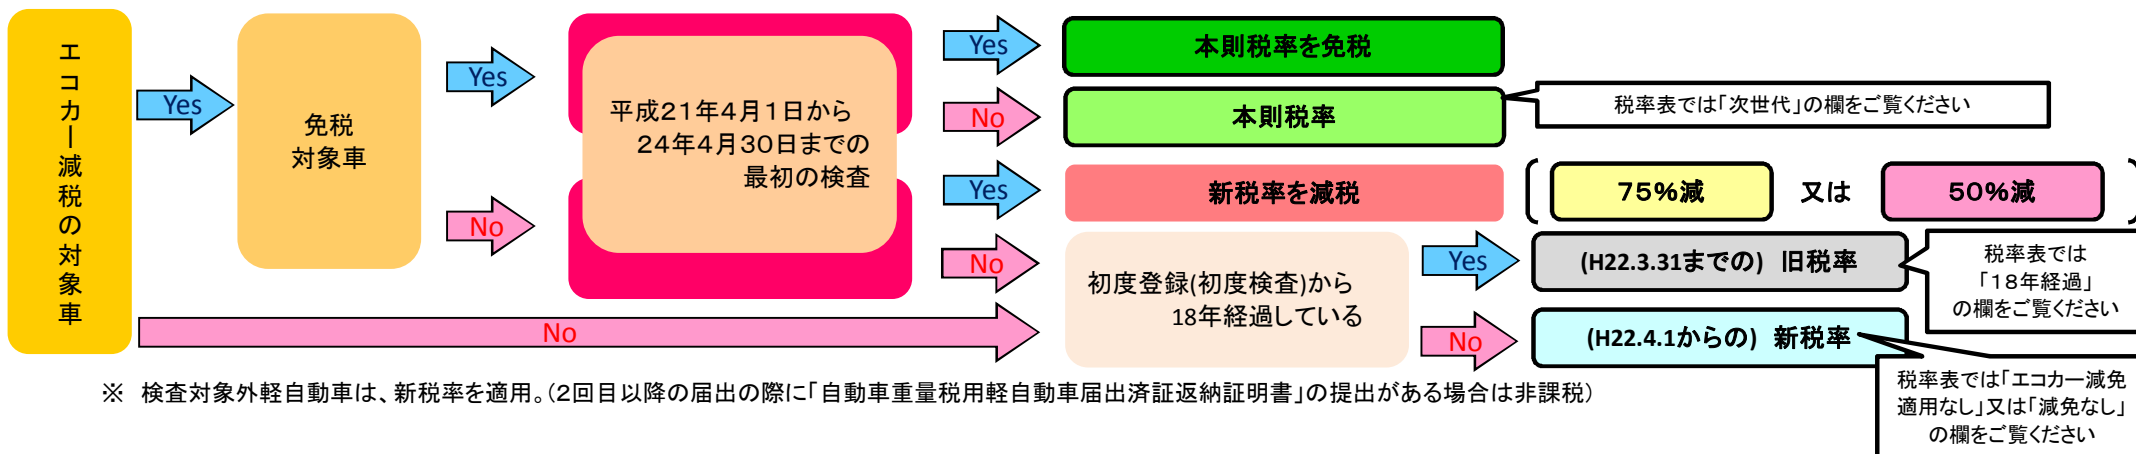 エコカー減税の対象車
Yes
免税
対象車
Yes
No
平成21年4月1日から
24年4月30日までの
最初の検査
Yes
本則税率を免税
No
本則税率
税率表では「次世代」の欄をご覧ください
Yes
新税率を減税
75%減 又は 50%減
No
No
初度登録(初度検査)から
18年経過している
Yes
(H22.3.31までの) 旧税率
税率表では
「18年経過」
の欄をご覧ください
No
(H22.4.1からの) 新税率
税率表では「エコカー減免
適用なし」又は「減免なし」
の欄をご覧ください
※ 検査対象外軽自動車は、新税率を適用。(2回目以降の届出の際に「自動車重量税用軽自動車届出済証返納証明書」の提出がある場合は非課税)